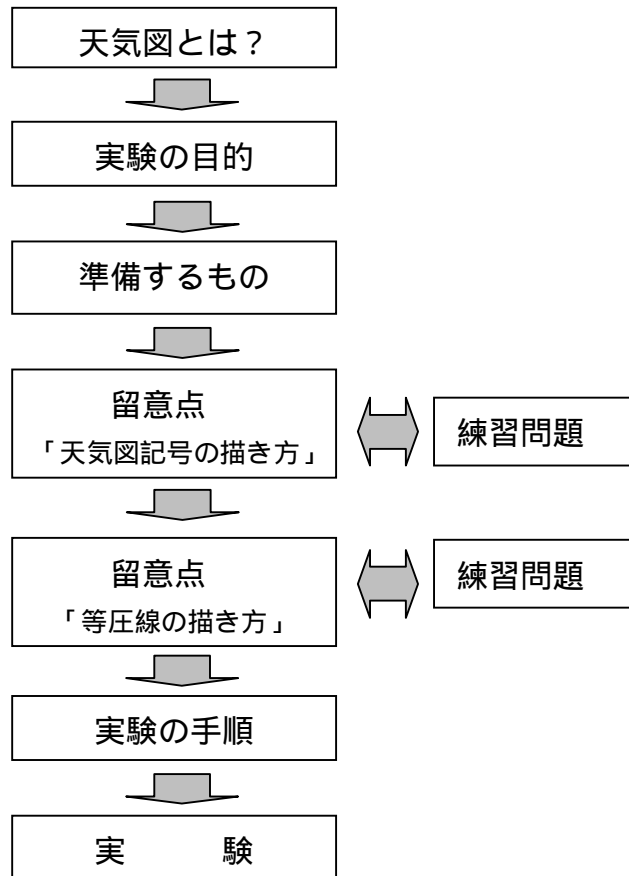 天気図とは？
実験の目的
準備するもの
留意点
「天気図記号の描き方」
練習問題
留意点
「等圧線の描き方」
練習問題
実験の手順
実　　　験